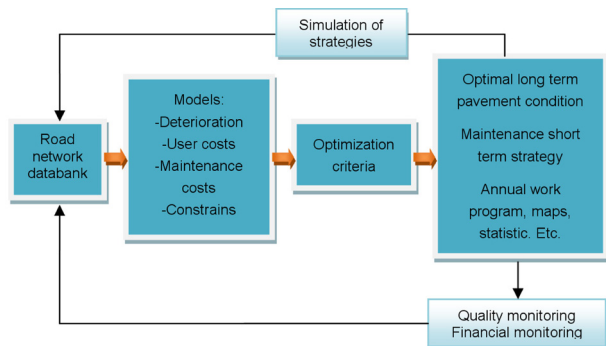 Simulation of
strategies
Road
network
databank
Models:
-Deterioration
-User costs
-Maintenance
costs
-Constrains
Optimization
criteria
Optimal long term
pavement condition
Maintenance short
term strategy
Annual work
program, maps,
statistic. Etc.
Quality monitoring
Financial monitoring